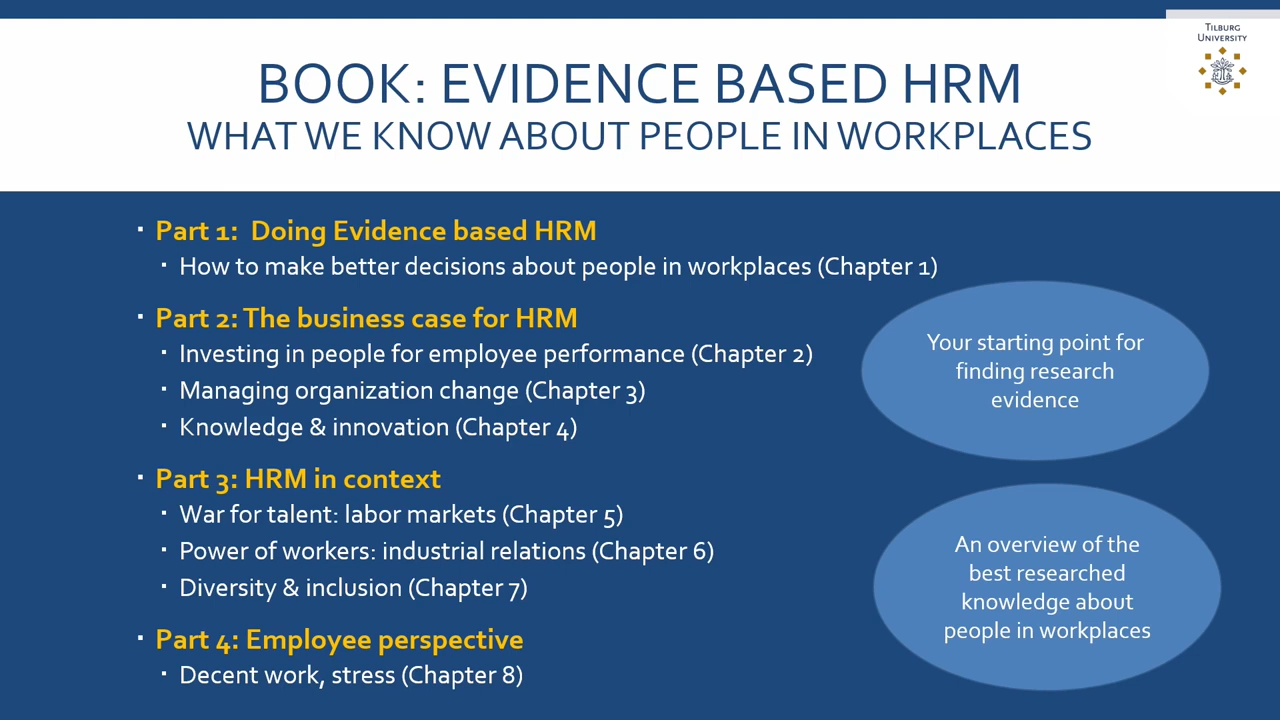 TILBURG
UNIVERSITY
BOOK: EVIDENCE BASED HRM
WHAT WE KNOW ABOUT PEOPLE IN WORKPLACES
▪ Part 1: Doing Evidence based HRM
▪ How to make better decisions about people in workplaces (Chapter 1)
▪ Part 2: The business case for HRM
▪ Investing in people for employee performance (Chapter 2)
▪ Managing organization change (Chapter 3)
▪ Knowledge & innovation (Chapter 4)
▪ Part 3: HRM in context
▪ War for talent: labor markets (Chapter 5)
▪ Power of workers: industrial relations (Chapter 6)
▪ Diversity & inclusion (Chapter 7)
▪ Part 4: Employee perspective
▪ Decent work, stress (Chapter 8)
Your starting point for
finding research
evidence
An overview of the
best researched
knowledge about
people in workplaces